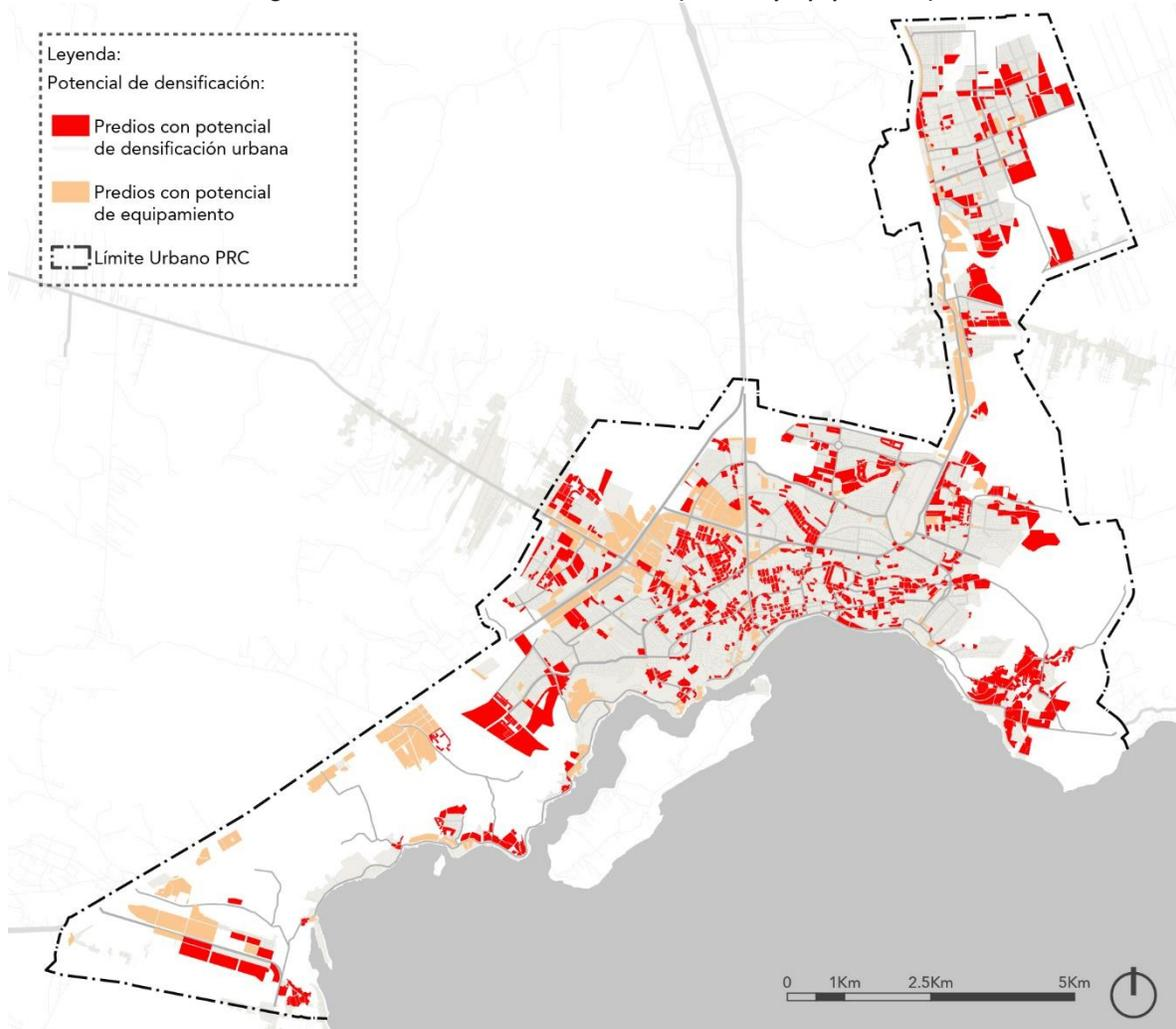 Leyenda:
Potencial de densificación:
Predios con potencial
de densificación urbana
Predios con potencial
de equipamiento
Límite Urbano PRC
0 1Km 2.5Km 5Km